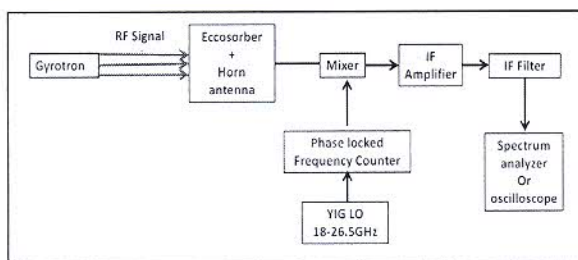 RF Signal
Gyrotron
Eccosorber
+
Horn
antenna
Mixer
IF
Amplifier
IF Filter
Phase locked
Frequency Counter
Spectrum
analyzer
Or
oscilloscope
YIG LO
18-26.5GHz